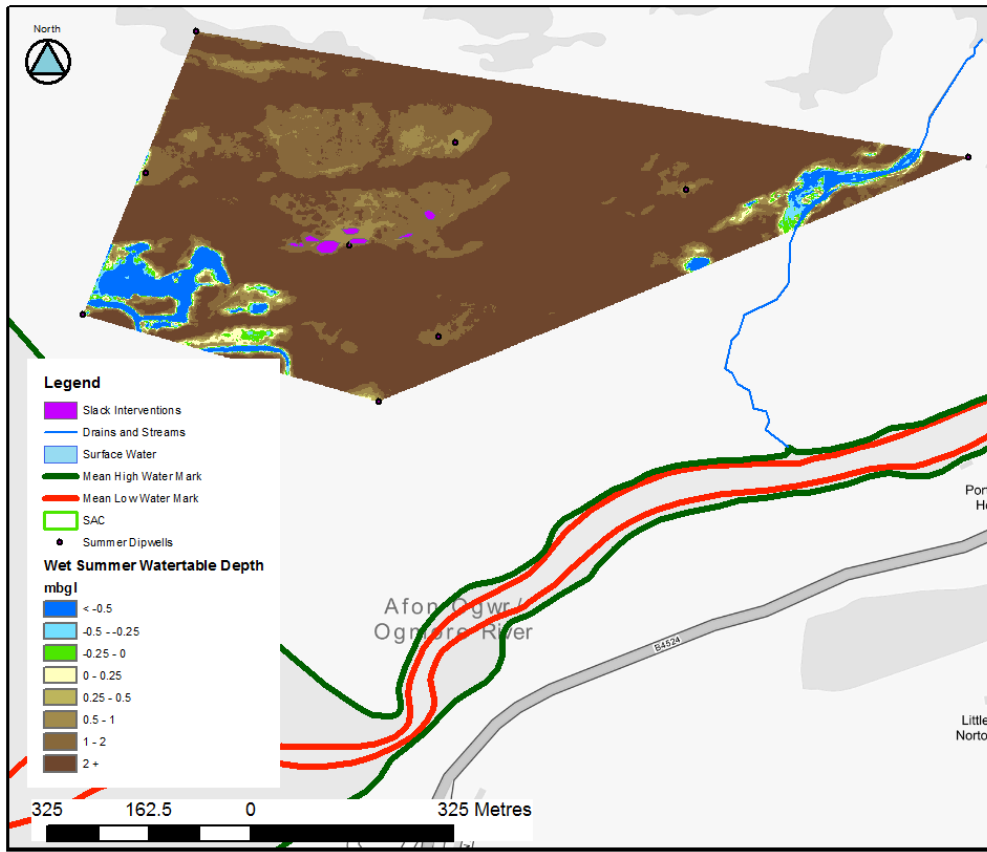 North
Legend
Slack Interventions
Drains and Streams
Surface Water
Mean High Water Mark
Mean Low Water Mark
SAC
Summer Dipwells
Wet Summer Watertable Depth
mbgl
< -0.5
-0.5 - -0.25
-0.25 - 0
0 - 0.25
0.25 - 0.5
0.5 - 1
1 - 2
2 +
Afon Ogwr /
Ogmore River
B4524
Por
He
Little
Norto
325 162.5 0 325 Metres